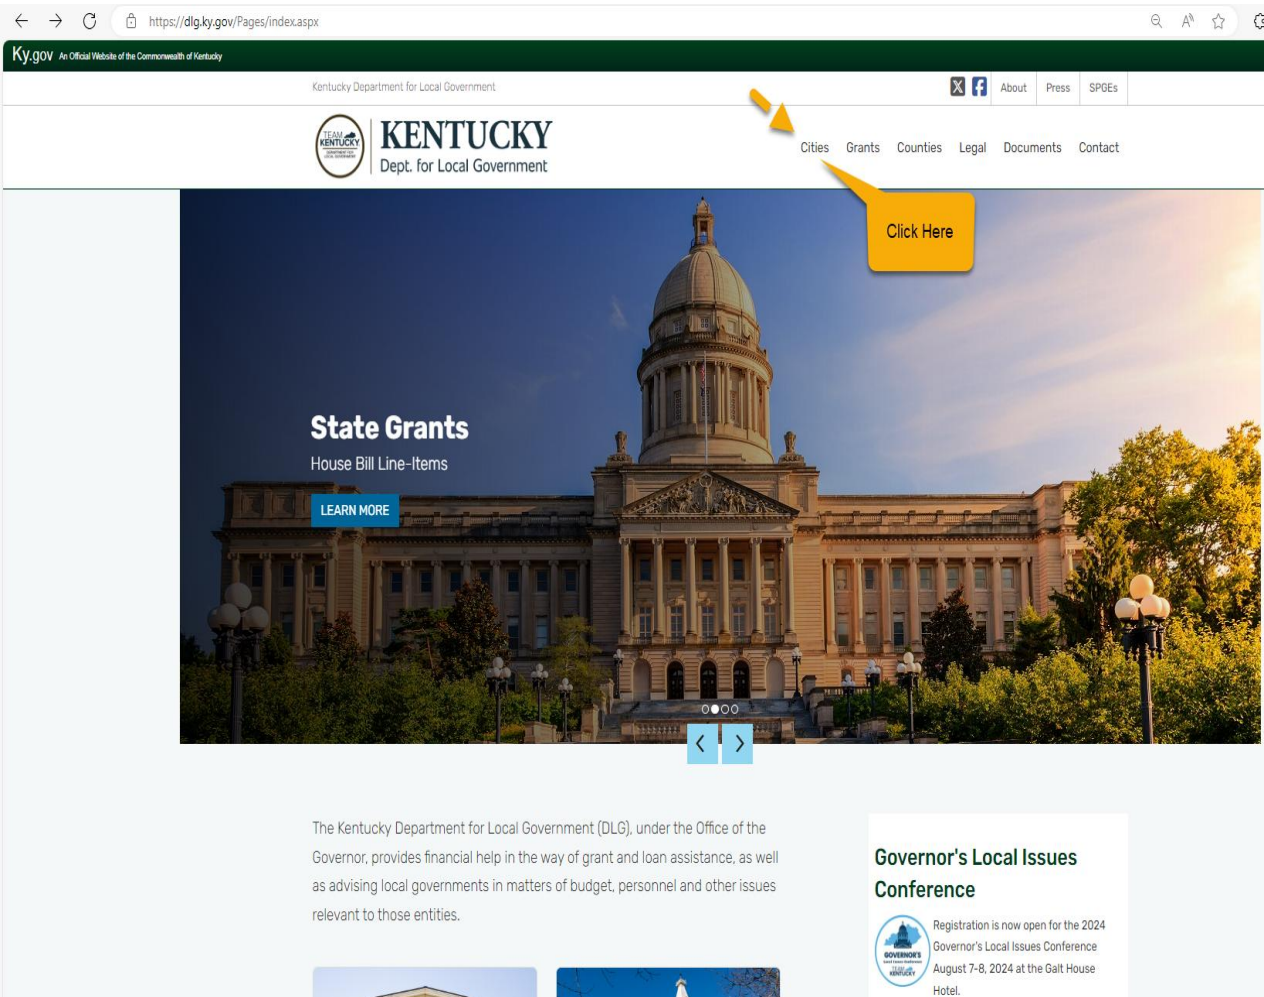 https://dlg.ky.gov/Pages/index.aspx
Ky.gov An Official Website of the Commonwealth of Kentucky
Kentucky Department for Local Government
About Press SPGEs
TEAM
KENTUCKY
KENTUCKY
Dept. for Local Government
Cities Grants Counties Legal Documents Contact
Click Here
State Grants
House Bill Line-Items
LEARN MORE
The Kentucky Department for Local Government (DLG), under the Office of the
Governor, provides financial help in the way of grant and loan assistance, as well
as advising local governments in matters of budget, personnel and other issues
relevant to those entities.
Governor's Local Issues
Conference
GOVERNOR'S
Local Issues Conference
TEAM
KENTUCKY
Registration is now open for the 2024
Governor's Local Issues Conference
August 7-8, 2024 at the Galt House
Hotel.